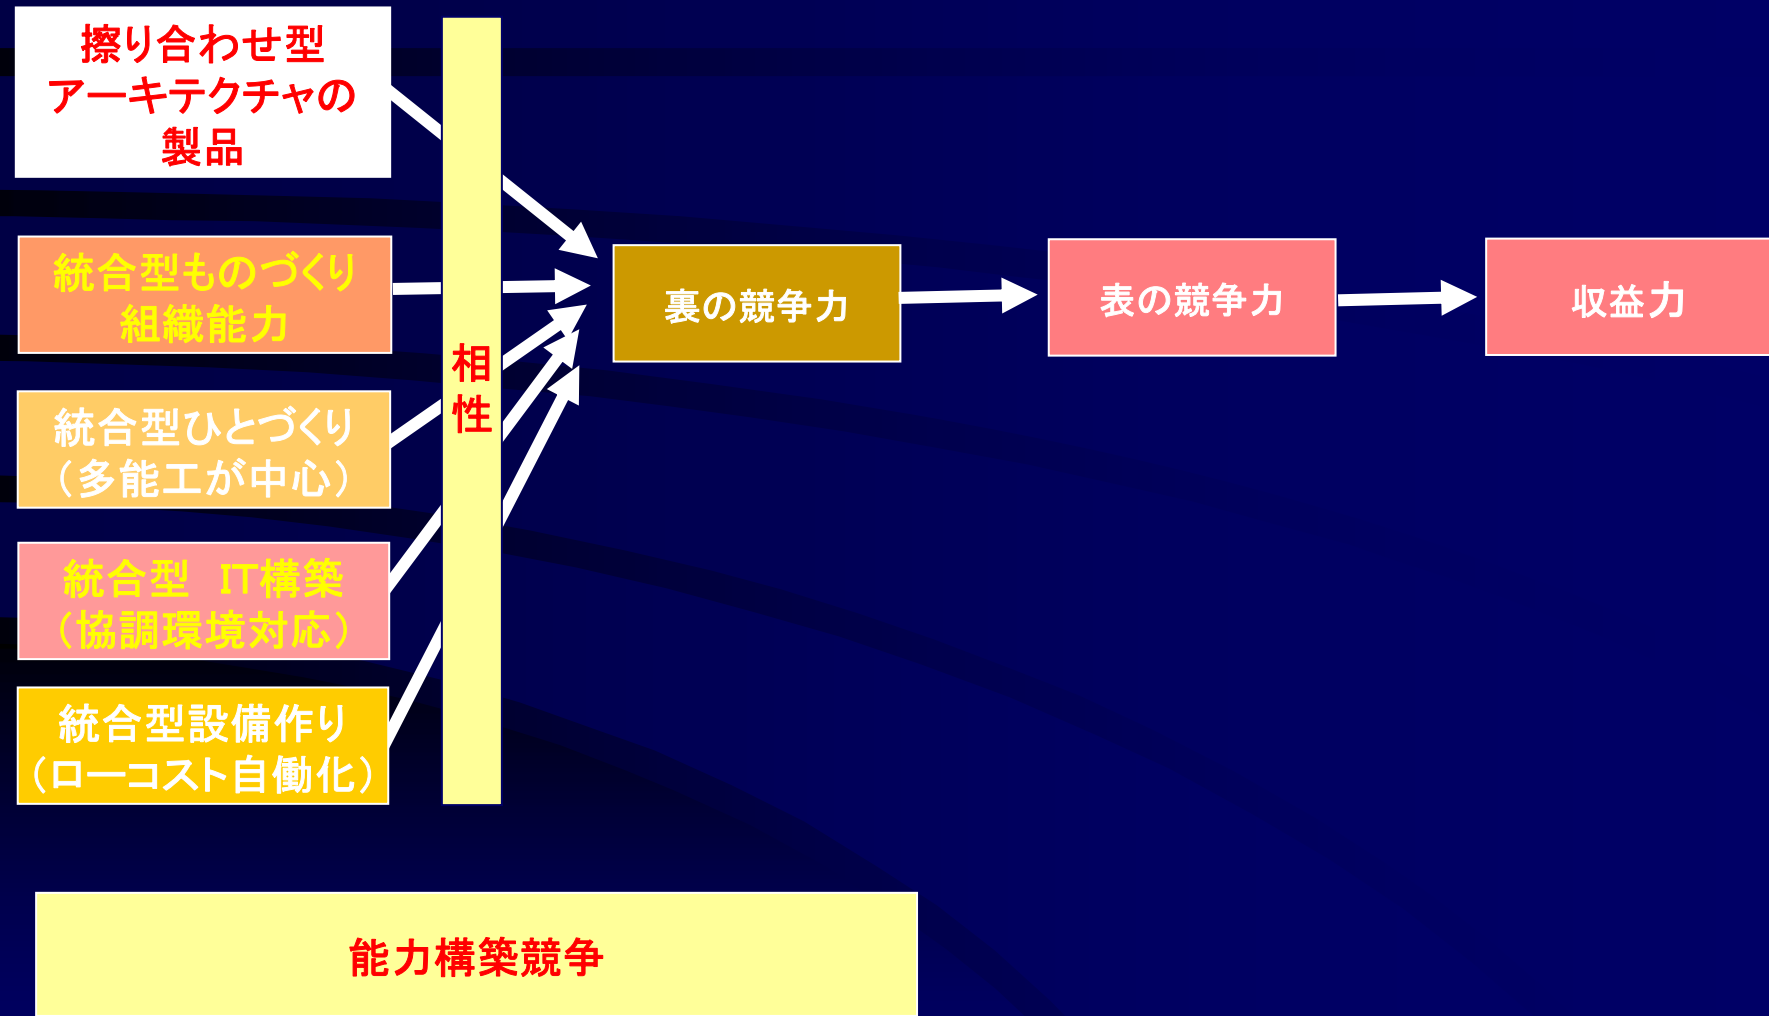 擦り合わせ型
アーキテクチャの
製品
統合型ものづくり
組織能力
統合型ひとづくり
（多能工が中心）
統合型　IT構築
（協調環境対応）
統合型設備作り
（ローコスト自働化）
相
性
裏の競争力
表の競争力
収益力
能力構築競争